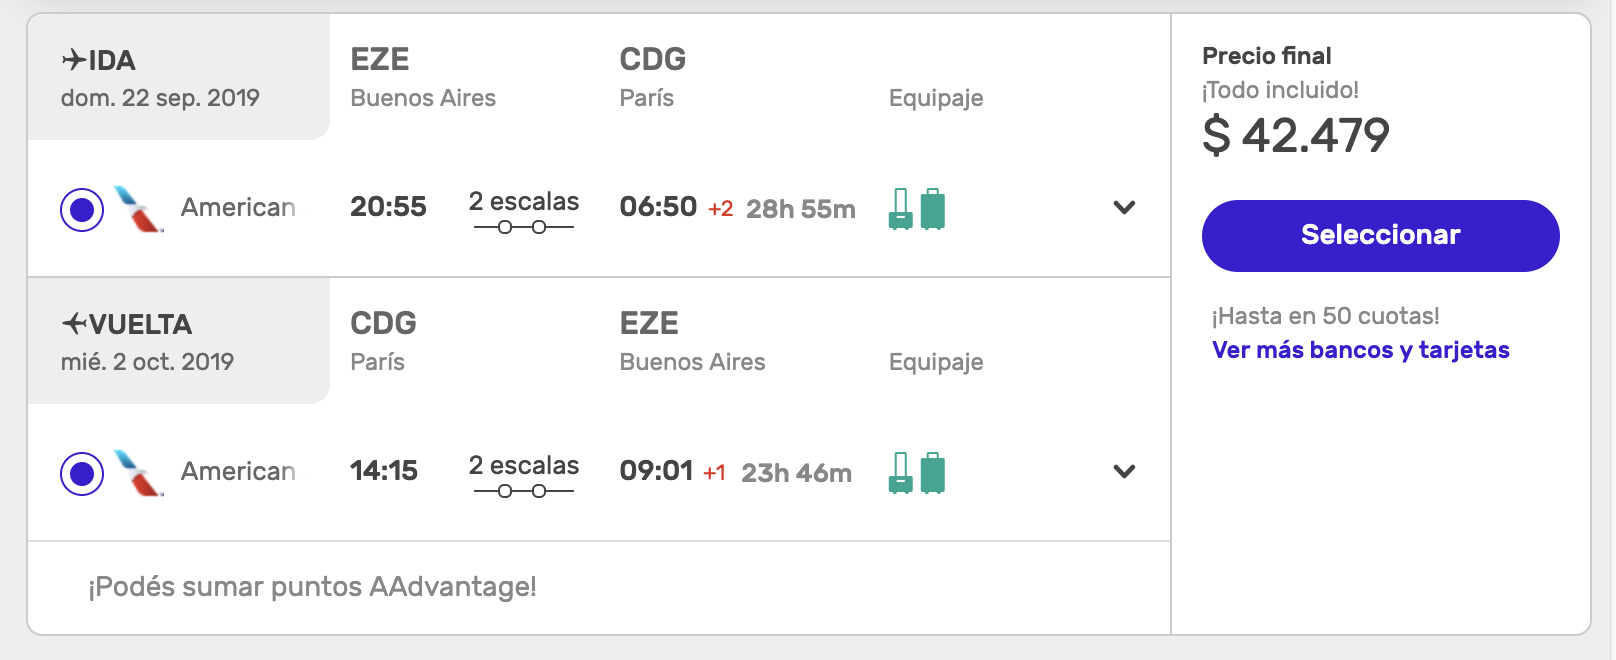 IDA
dom. 22 sep. 2019
EZE
Buenos Aires
CDG
París
Equipaje
American
20:55
2 escalas
06:50 +2 28h 55m
VUELTA
mié. 2 oct. 2019
CDG
París
EZE
Buenos Aires
Equipaje
American
14:15
2 escalas
09:01 +1 23h 46m
¡Podés sumar puntos AAdvantage!
Precio final
¡Todo incluido!
$ 42.479
Seleccionar
¡Hasta en 50 cuotas!
Ver más bancos y tarjetas